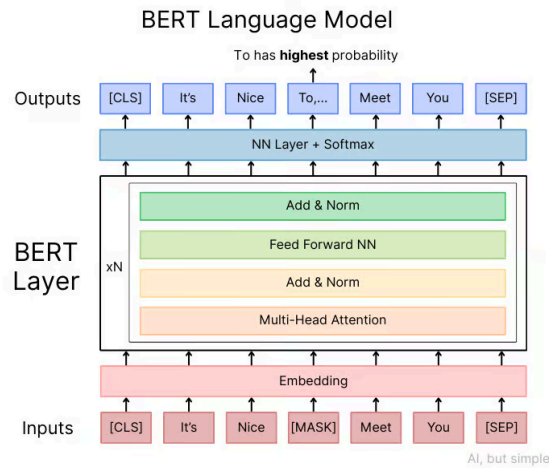 BERT Language Model
To has highest probability
Outputs
[CLS]
It's
Nice
To,...
Meet
You
[SEP]
NN Layer + Softmax
BERT
Layer
xN
Add & Norm
Feed Forward NN
Add & Norm
Multi-Head Attention
Embedding
Inputs
[CLS]
It's
Nice
[MASK]
Meet
You
[SEP]
AI, but simple